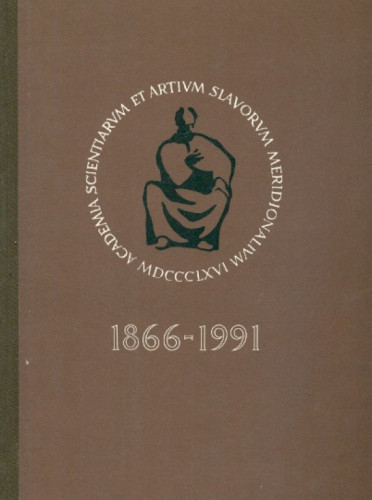 ACADEMIA SCIENTIARVM ET ARTIVM SLAVORVM MERIDIONALIVM
MDCCCLXVI
1866-1991